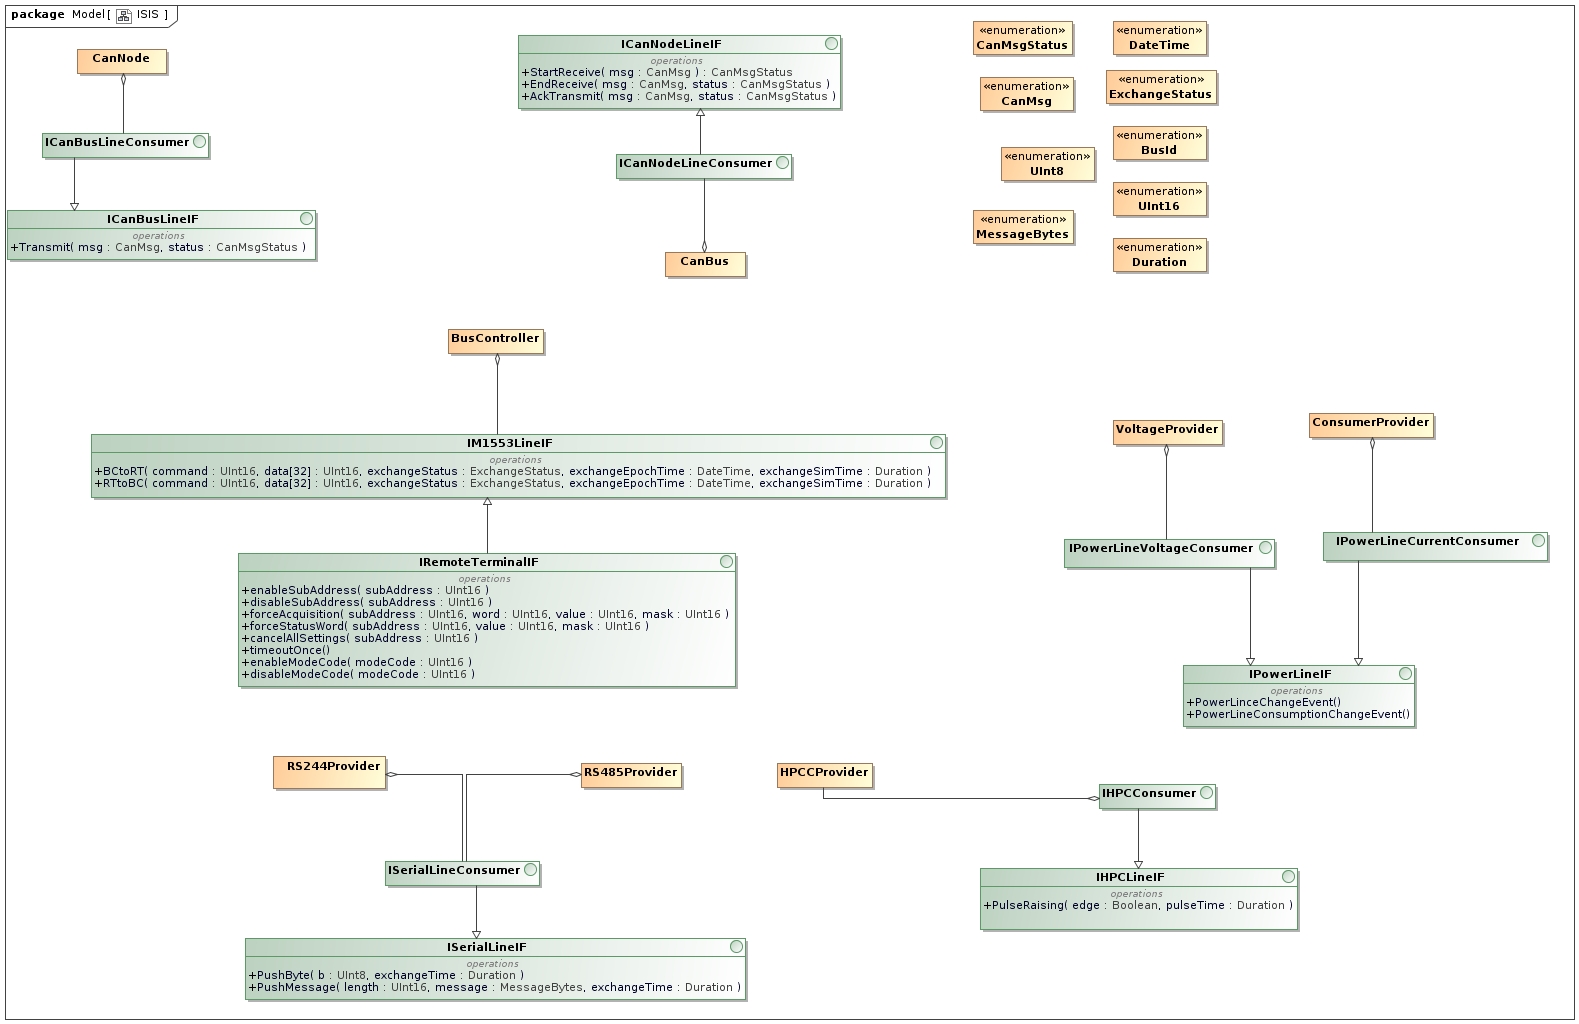 package Model[ ISIS ]
CanNode
ICanBusLineConsumer
ICanBusLineIF
operations
+Transmit( msg : CanMsg, status : CanMsgStatus )
ICanNodeLineIF
operations
+StartReceive( msg : CanMsg ) : CanMsgStatus
+EndReceive( msg : CanMsg, status : CanMsgStatus )
+AckTransmit( msg : CanMsg, status : CanMsgStatus )
ICanNodeLineConsumer
CanBus
«enumeration»
CanMsgStatus
«enumeration»
DateTime
«enumeration»
CanMsg
«enumeration»
ExchangeStatus
«enumeration»
BusId
«enumeration»
UInt8
«enumeration»
UInt16
«enumeration»
MessageBytes
«enumeration»
Duration
BusController
IM1553LineIF
operations
+BCtoRT( command : UInt16, data[32] : UInt16, exchangeStatus : ExchangeStatus, exchangeEpochTime : DateTime, exchangeSimTime : Duration )
+RTtoBC( command : UInt16, data[32] : UInt16, exchangeStatus : ExchangeStatus, exchangeEpochTime : DateTime, exchangeSimTime : Duration )
IRemoteTerminalIF
operations
+enableSubAddress( subAddress : UInt16 )
+disableSubAddress( subAddress : UInt16 )
+forceAcquisition( subAddress : UInt16, word : UInt16, value : UInt16, mask : UInt16 )
+forceStatusWord( subAddress : UInt16, value : UInt16, mask : UInt16 )
+cancelAllSettings( subAddress : UInt16 )
+timeoutOnce()
+enableModeCode( modeCode : UInt16 )
+disableModeCode( modeCode : UInt16 )
VoltageProvider
ConsumerProvider
IPowerLineVoltageConsumer
IPowerLineCurrentConsumer
IPowerLineIF
operations
+PowerLinceChangeEvent()
+PowerLineConsumptionChangeEvent()
RS244Provider
RS485Provider
ISerialLineConsumer
ISerialLineIF
operations
+PushByte( b : UInt8, exchangeTime : Duration )
+PushMessage( length : UInt16, message : MessageBytes, exchangeTime : Duration )
HPCCProvider
IHPCConsumer
IHPCLineIF
operations
+PulseRaising( edge : Boolean, pulseTime : Duration )